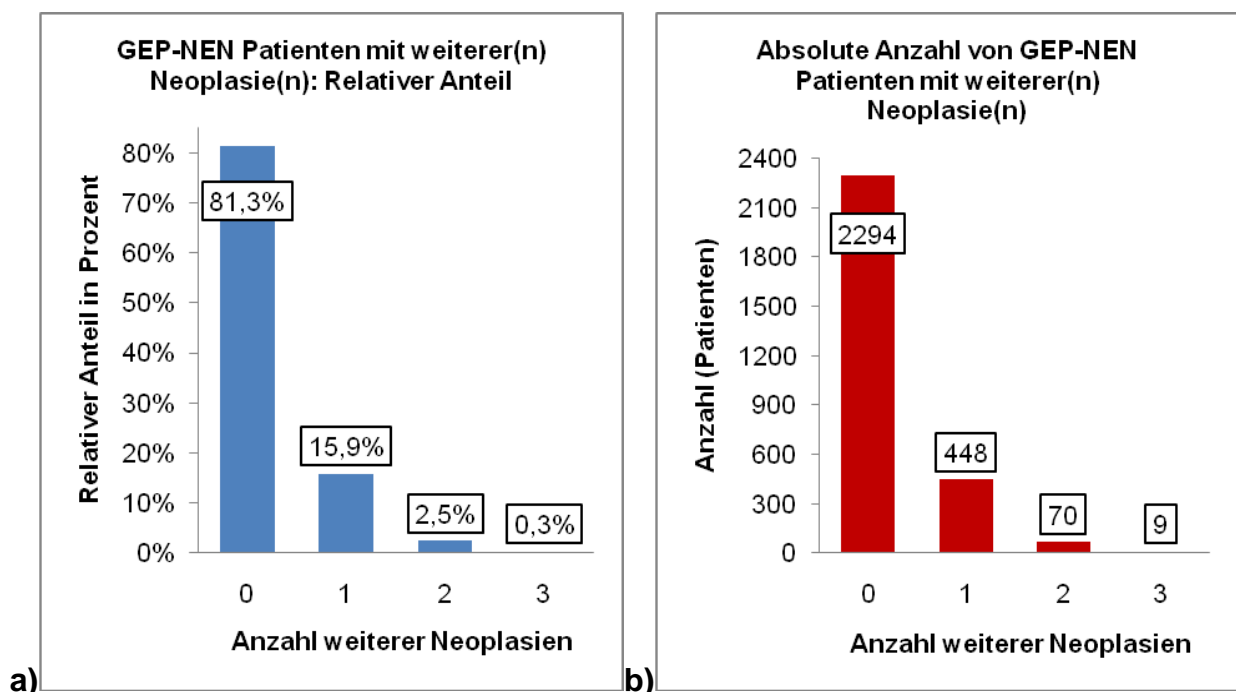 GEP-NEN Patienten mit weiterer(n)
Neoplasie(n): Relativer Anteil
Relativer Anteil in Prozent
80%
70%
60%
50%
40%
30%
20%
10%
0%
81,3%
15,9%
2,5%
0,3%
0 1 2 3
Anzahl weiterer Neoplasien
a)
Absolute Anzahl von GEP-NEN
Patienten mit weiterer(n)
Neoplasie(n)
Anzahl (Patienten)
2400
2100
1800
1500
1200
900
600
300
0
2294
448
70
9
0 1 2 3
Anzahl weiterer Neoplasien
b)